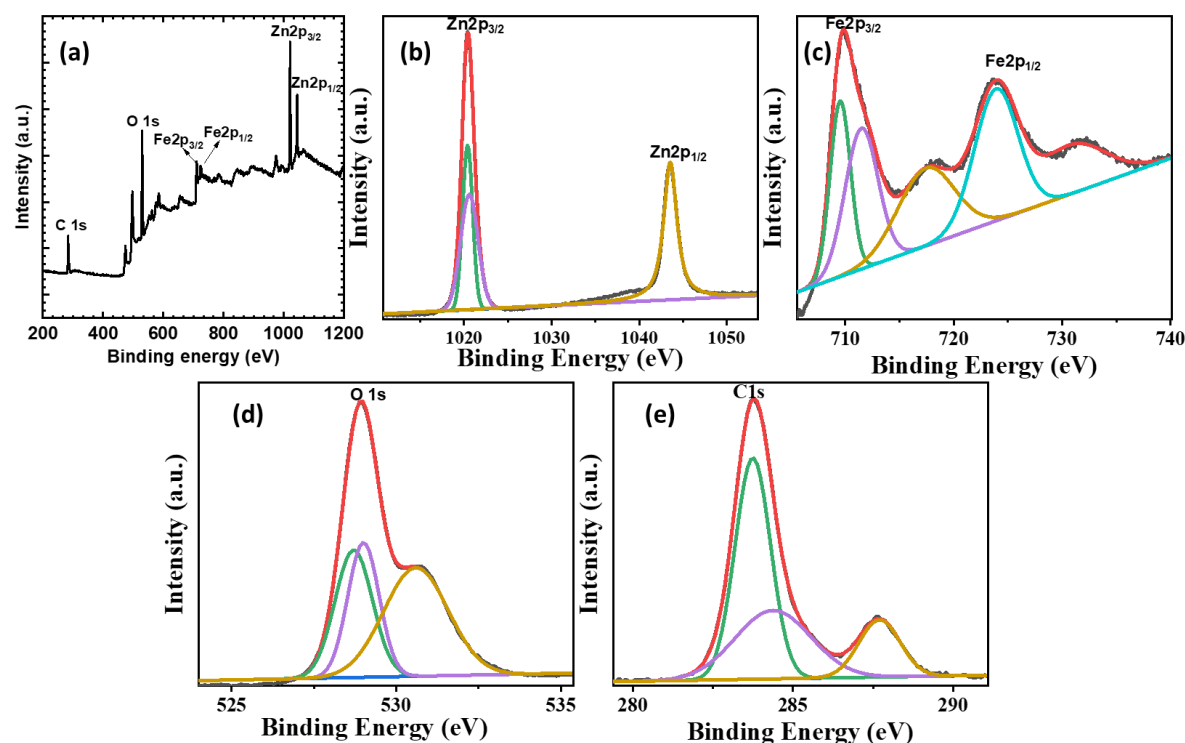 (a)
Zn2p3/2
Zn2p1/2
O 1s
Fe2p3/2
Fe2p1/2
C 1s
Intensity (a.u.)
200 400 600 800 1000 1200
Binding energy (eV)
(b)
Zn2p3/2
Zn2p1/2
Intensity (a.u.)
1020 1030 1040 1050
Binding Energy (eV)
(c)
Fe2p3/2
Fe2p1/2
Intensity (a.u.)
710 720 730 740
Binding Energy (eV)
(d)
O 1s
Intensity (a.u.)
525 530 535
Binding Energy (eV)
(e)
C1s
Intensity (a.u.)
280 285 290
Binding Energy (eV)